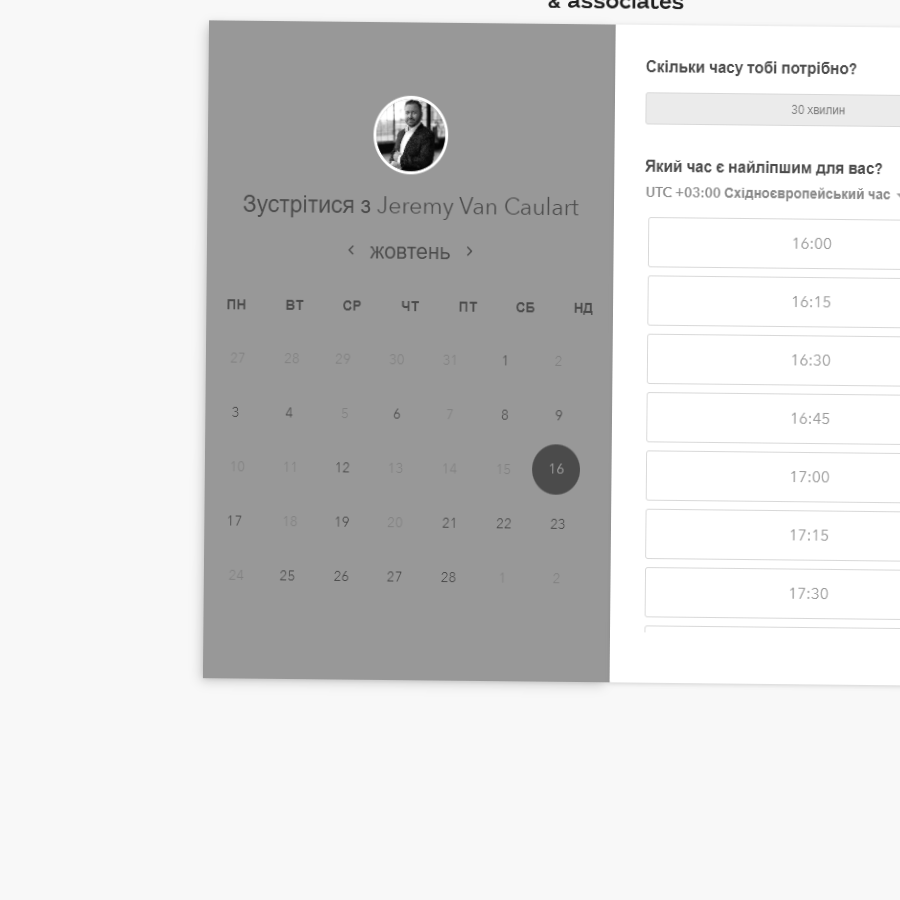 & associates
Зустрітися з Jeremy Van Caulart
жовтень
ПН ВТ СР ЧТ ПТ СБ НД
27 28 29 30 31 1 2
3 4 5 6 7 8 9
10 11 12 13 14 15 16
17 18 19 20 21 22 23
24 25 26 27 28 1 2
Скільки часу тобі потрібно?
30 хвилин
Який час є найліпшим для вас?
UTC +03:00 Східноєвропейський час
16:00
16:15
16:30
16:45
17:00
17:15
17:30